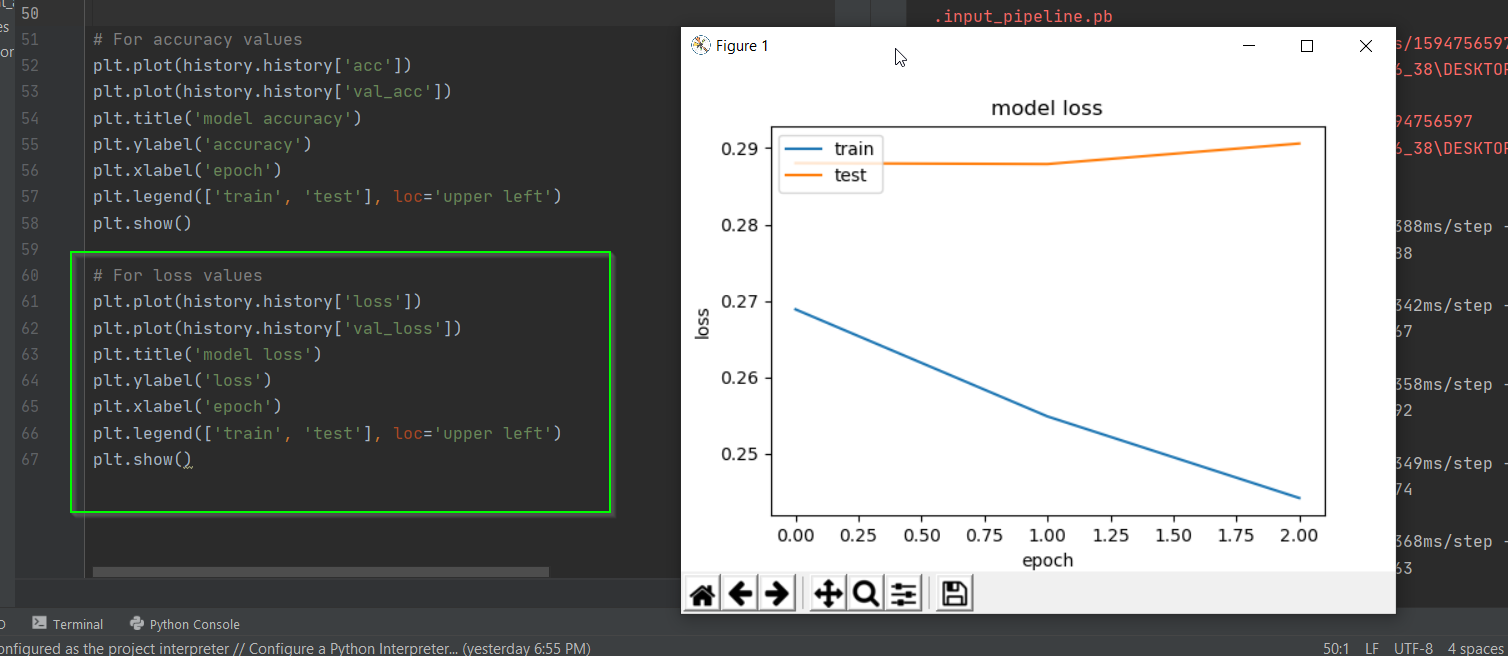 50
51 # For accuracy values
52 plt.plot(history.history['acc'])
53 plt.plot(history.history['val_acc'])
54 plt.title('model accuracy')
55 plt.ylabel('accuracy')
56 plt.xlabel('epoch')
57 plt.legend(['train', 'test'], loc='upper left')
58 plt.show()
59
60 # For loss values
61 plt.plot(history.history['loss'])
62 plt.plot(history.history['val_loss'])
63 plt.title('model loss')
64 plt.ylabel('loss')
65 plt.xlabel('epoch')
66 plt.legend(['train', 'test'], loc='upper left')
67 plt.show()
.input_pipeline.pb
Figure 1
model loss
train
test
0.29
0.28
0.27
0.26
0.25
loss
0.00 0.25 0.50 0.75 1.00 1.25 1.50 1.75 2.00
epoch
s/1594756597
6_38\DESKTOP
94756597
6_38\DESKTOP
388ms/step -
38
342ms/step -
67
358ms/step -
92
349ms/step -
74
368ms/step -
63
Terminal
Python Console
onfigured as the project interpreter // Configure a Python Interpreter... (yesterday 6:55 PM)
50:1 LF UTF-8 4 spaces